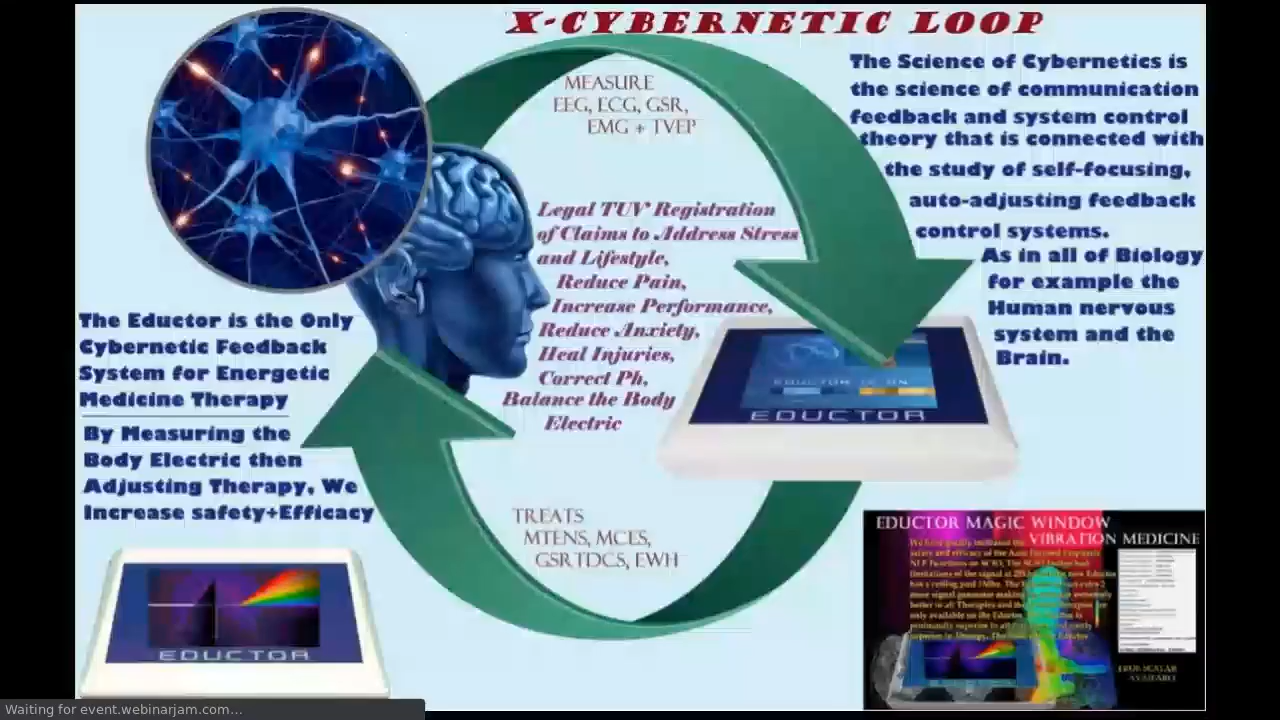 X-CYBERNETIC LOOP
MEASURE
EEG, ECG, GSR,
EMG + TVEP
The Science of Cybernetics is
the science of communication
feedback and system control
theory that is connected with
the study of self-focusing,
auto-adjusting feedback
control systems.
As in all of Biology
for example the
Human nervous
system and the
Brain.
Legal TUV Registration
of Claims to Address Stress
and Lifestyle,
Reduce Pain,
Increase Performance,
Reduce Anxiety,
Heal Injuries,
Correct Ph,
Balance the Body
Electric
The Eductor is the Only
Cybernetic Feedback
System for Energetic
Medicine Therapy
By Measuring the
Body Electric then
Adjusting Therapy, We
Increase safety+Efficacy
EDUCTOR
TREATS
MTENS, MCES,
GSRTDCS, EWH
EDUCTOR
EDUCTOR MAGIC WINDOW
VIBRATION MEDICINE
EDUCTOR
Waiting for event.webinarjam.com...